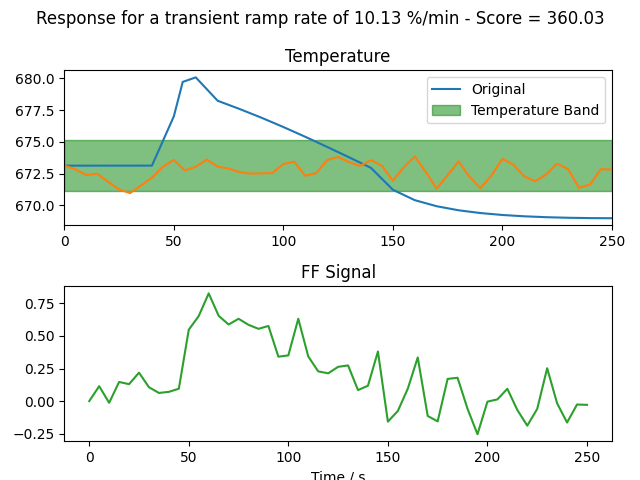 Response for a transient ramp rate of 10.13 %/min - Score = 360.03
Temperature
680.0
677.5
675.0
672.5
670.0
Original
Temperature Band
0 50 100 150 200 250
FF Signal
0.75
0.50
0.25
0.00
−0.25
0 50 100 150 200 250
Time / s